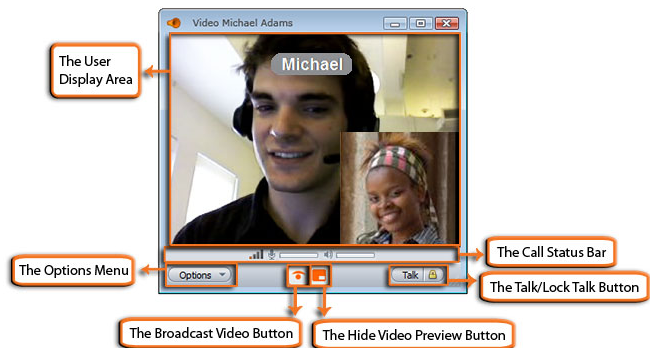 Video Michael Adams
The User
Display Area
Michael
The Call Status Bar
The Options Menu
Options
Talk
The Talk/Lock Talk Button
The Broadcast Video Button
The Hide Video Preview Button